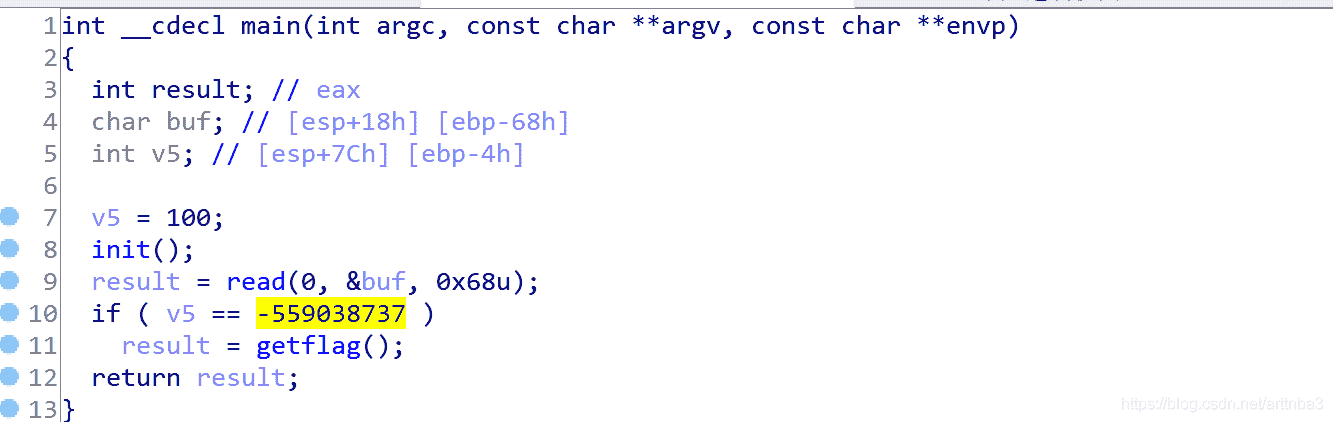 1 int __cdecl main(int argc, const char **argv, const char **envp)
2 {
3 int result; // eax
4 char buf; // [esp+18h] [ebp-68h]
5 int v5; // [esp+7Ch] [ebp-4h]
6
7 v5 = 100;
8 init();
9 result = read(0, &buf, 0x68u);
10 if ( v5 == -559038737 )
11 result = getflag();
12 return result;
13 }
https://blog.csdn.net/arttnba3